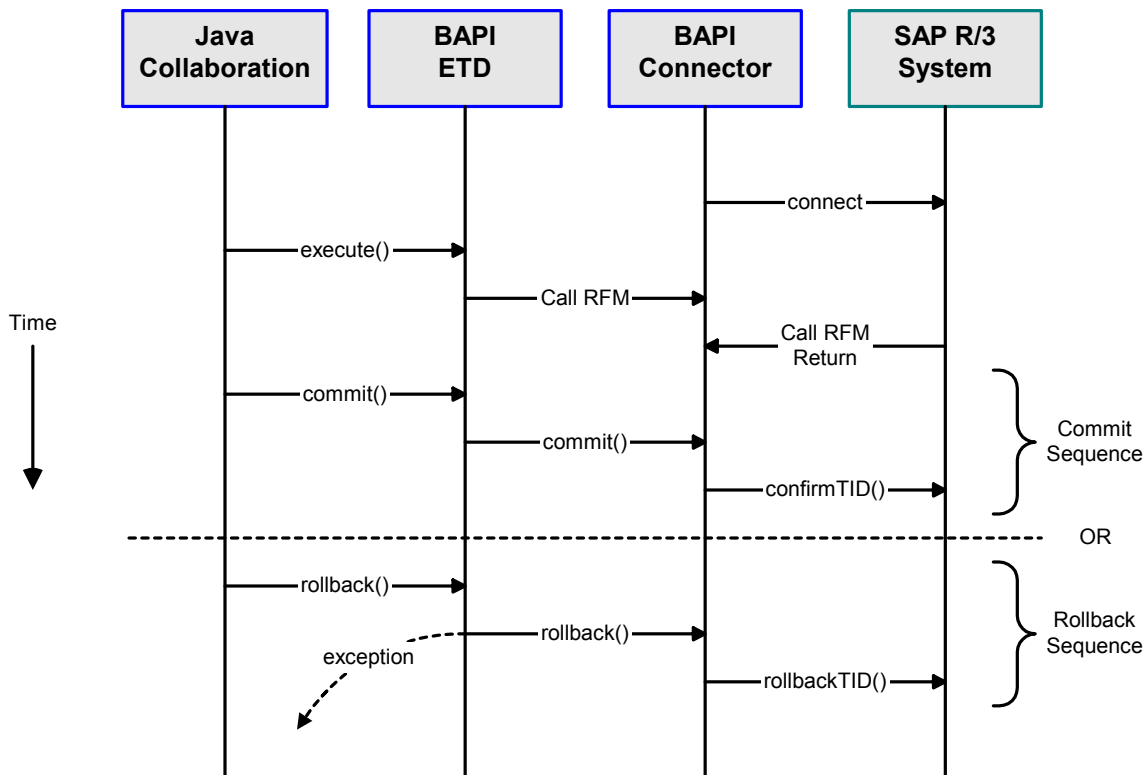 Java
Collaboration
BAPI
ETD
BAPI
Connector
SAP R/3
System
connect
execute()
Call RFM
Time
Call RFM
Return
commit()
commit()
Commit
Sequence
confirmTID()
OR
rollback()
rollback()
Rollback
Sequence
exception
rollbackTID()